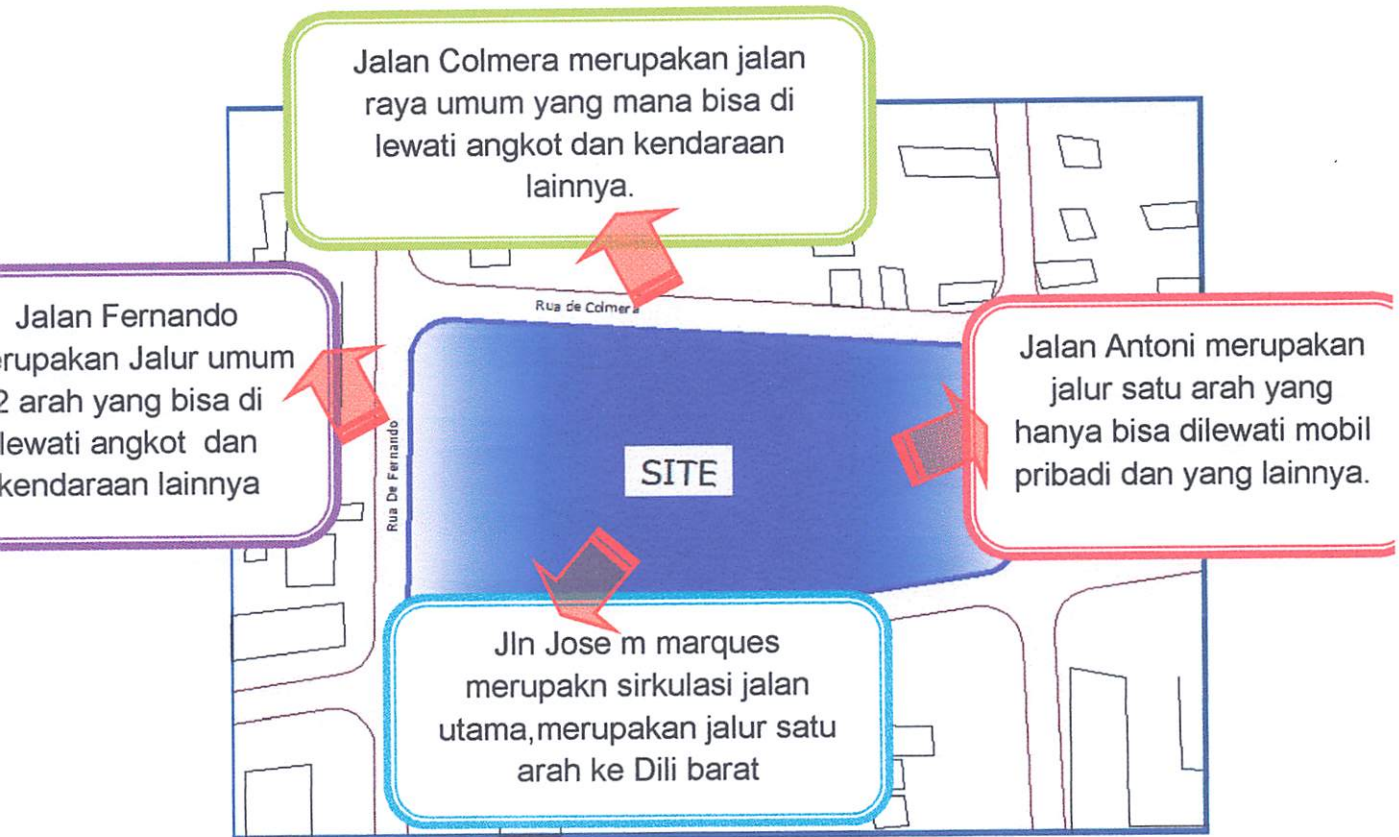 Jalan Colmera merupakan jalan
raya umum yang mana bisa di
lewati angkot dan kendaraan
lainnya.
Rua de Colmera
Jalan Fernando
erupakan Jalur umum
2 arah yang bisa di
lewati angkot dan
kendaraan lainnya
Rua De Fernando
SITE
Jalan Antoni merupakan
jalur satu arah yang
hanya bisa dilewati mobil
pribadi dan yang lainnya.
Jln Jose m marques
merupakn sirkulasi jalan
utama,merupakan jalur satu
arah ke Dili barat